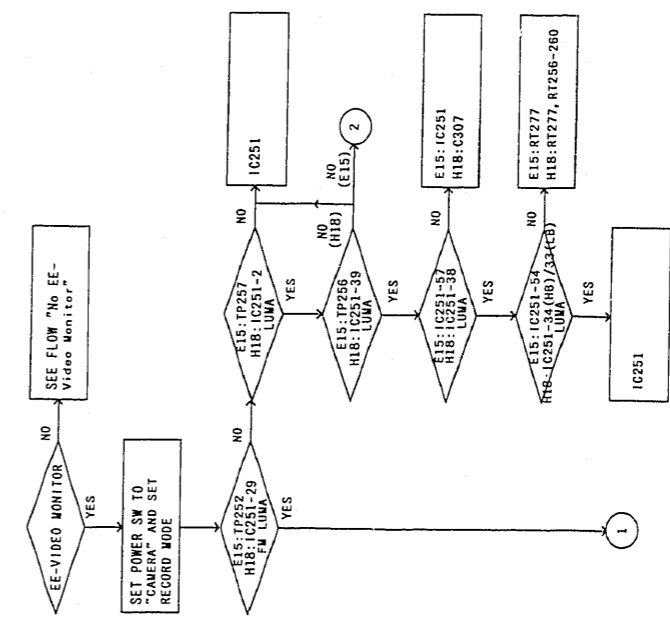 EE-VIDEO MONITOR
NO
SEE FLOW "No EE-
Video Monitor"
YES
SET POWER SW TO
"CAMERA" AND SET
RECORD MODE
E15:TP252
H18:IC251-29
FM LUMA
NO
YES
1
E15:TP257
H18:IC251-2
LUMA
NO
IC251
YES
E15:TP256
H18:IC251-39
LUMA
NO
(H18)
NO
(E15)
2
YES
E15:IC251-57
H18:IC251-38
LUMA
NO
E15:IC251
H18:C307
YES
E15:IC251-54
H18:IC251-34(HB)/33(LB)
LUMA
NO
E15:RT277
H18:RT277,RT256-260
YES
IC251